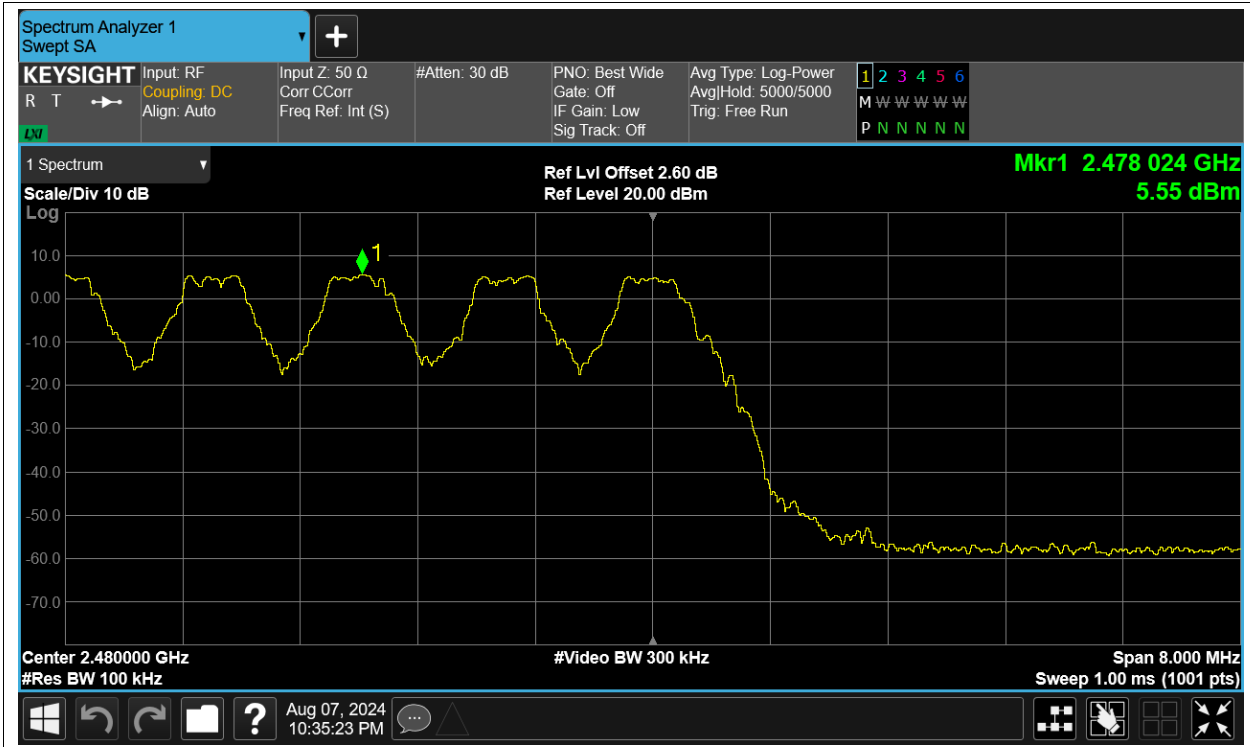 Spectrum Analyzer 1
Swept SA
KEYSIGHT
R T
LXI
Input: RF
Coupling: DC
Align: Auto
Input Z: 50 Ω
Corr CCorr
Freq Ref: Int (S)
#Atten: 30 dB
PNO: Best Wide
Gate: Off
IF Gain: Low
Sig Track: Off
Avg Type: Log-Power
Avg|Hold: 5000/5000
Trig: Free Run
1 2 3 4 5 6
M W W W W W
P N N N N N
1 Spectrum
Scale/Div 10 dB
Log
Ref Lvl Offset 2.60 dB
Ref Level 20.00 dBm
Mkr1 2.478 024 GHz
5.55 dBm
1
10.0
0.00
-10.0
-20.0
-30.0
-40.0
-50.0
-60.0
-70.0
Center 2.480000 GHz
#Video BW 300 kHz
Span 8.000 MHz
#Res BW 100 kHz
Sweep 1.00 ms (1001 pts)
?
Aug 07, 2024
10:35:23 PM